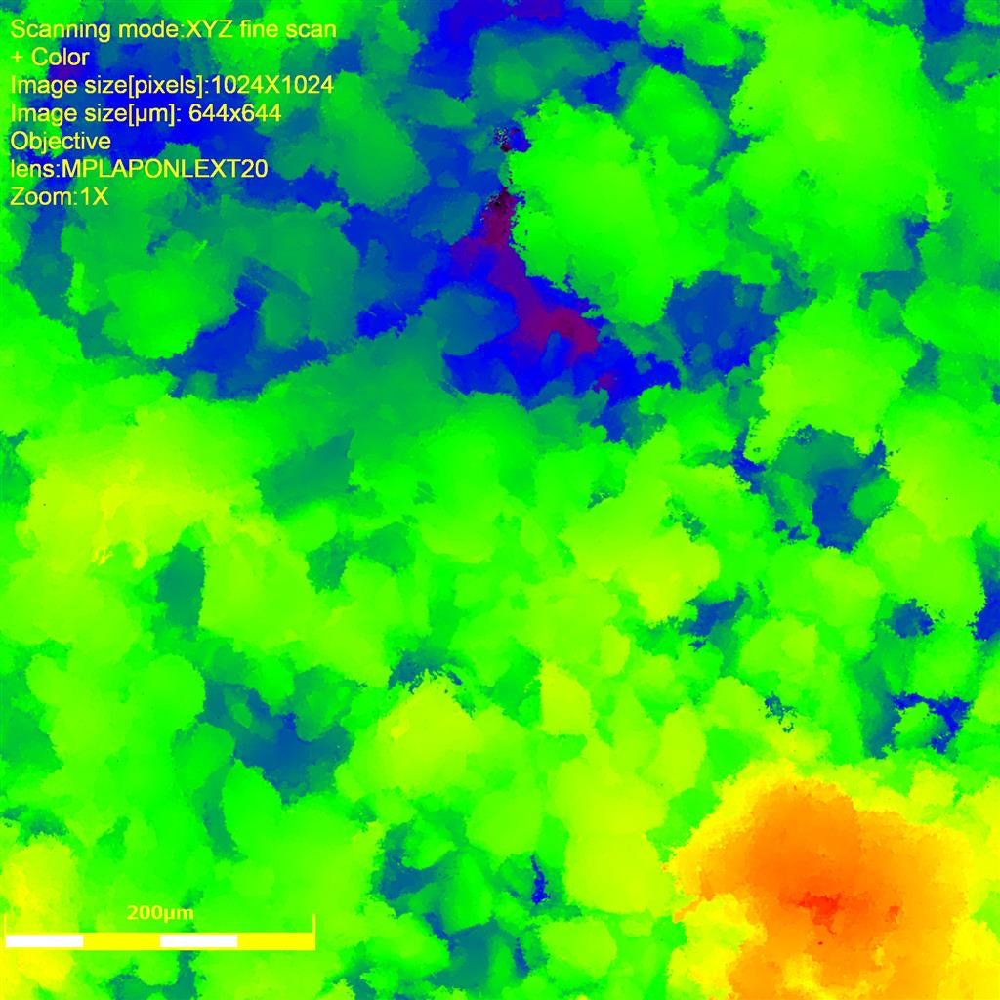 Scanning mode:XYZ fine scan
+ Color
Image size[pixels]:1024X1024
Image size[µm]: 644x644
Objective
lens:MPLAPONLEXT20
Zoom:1X
200µm